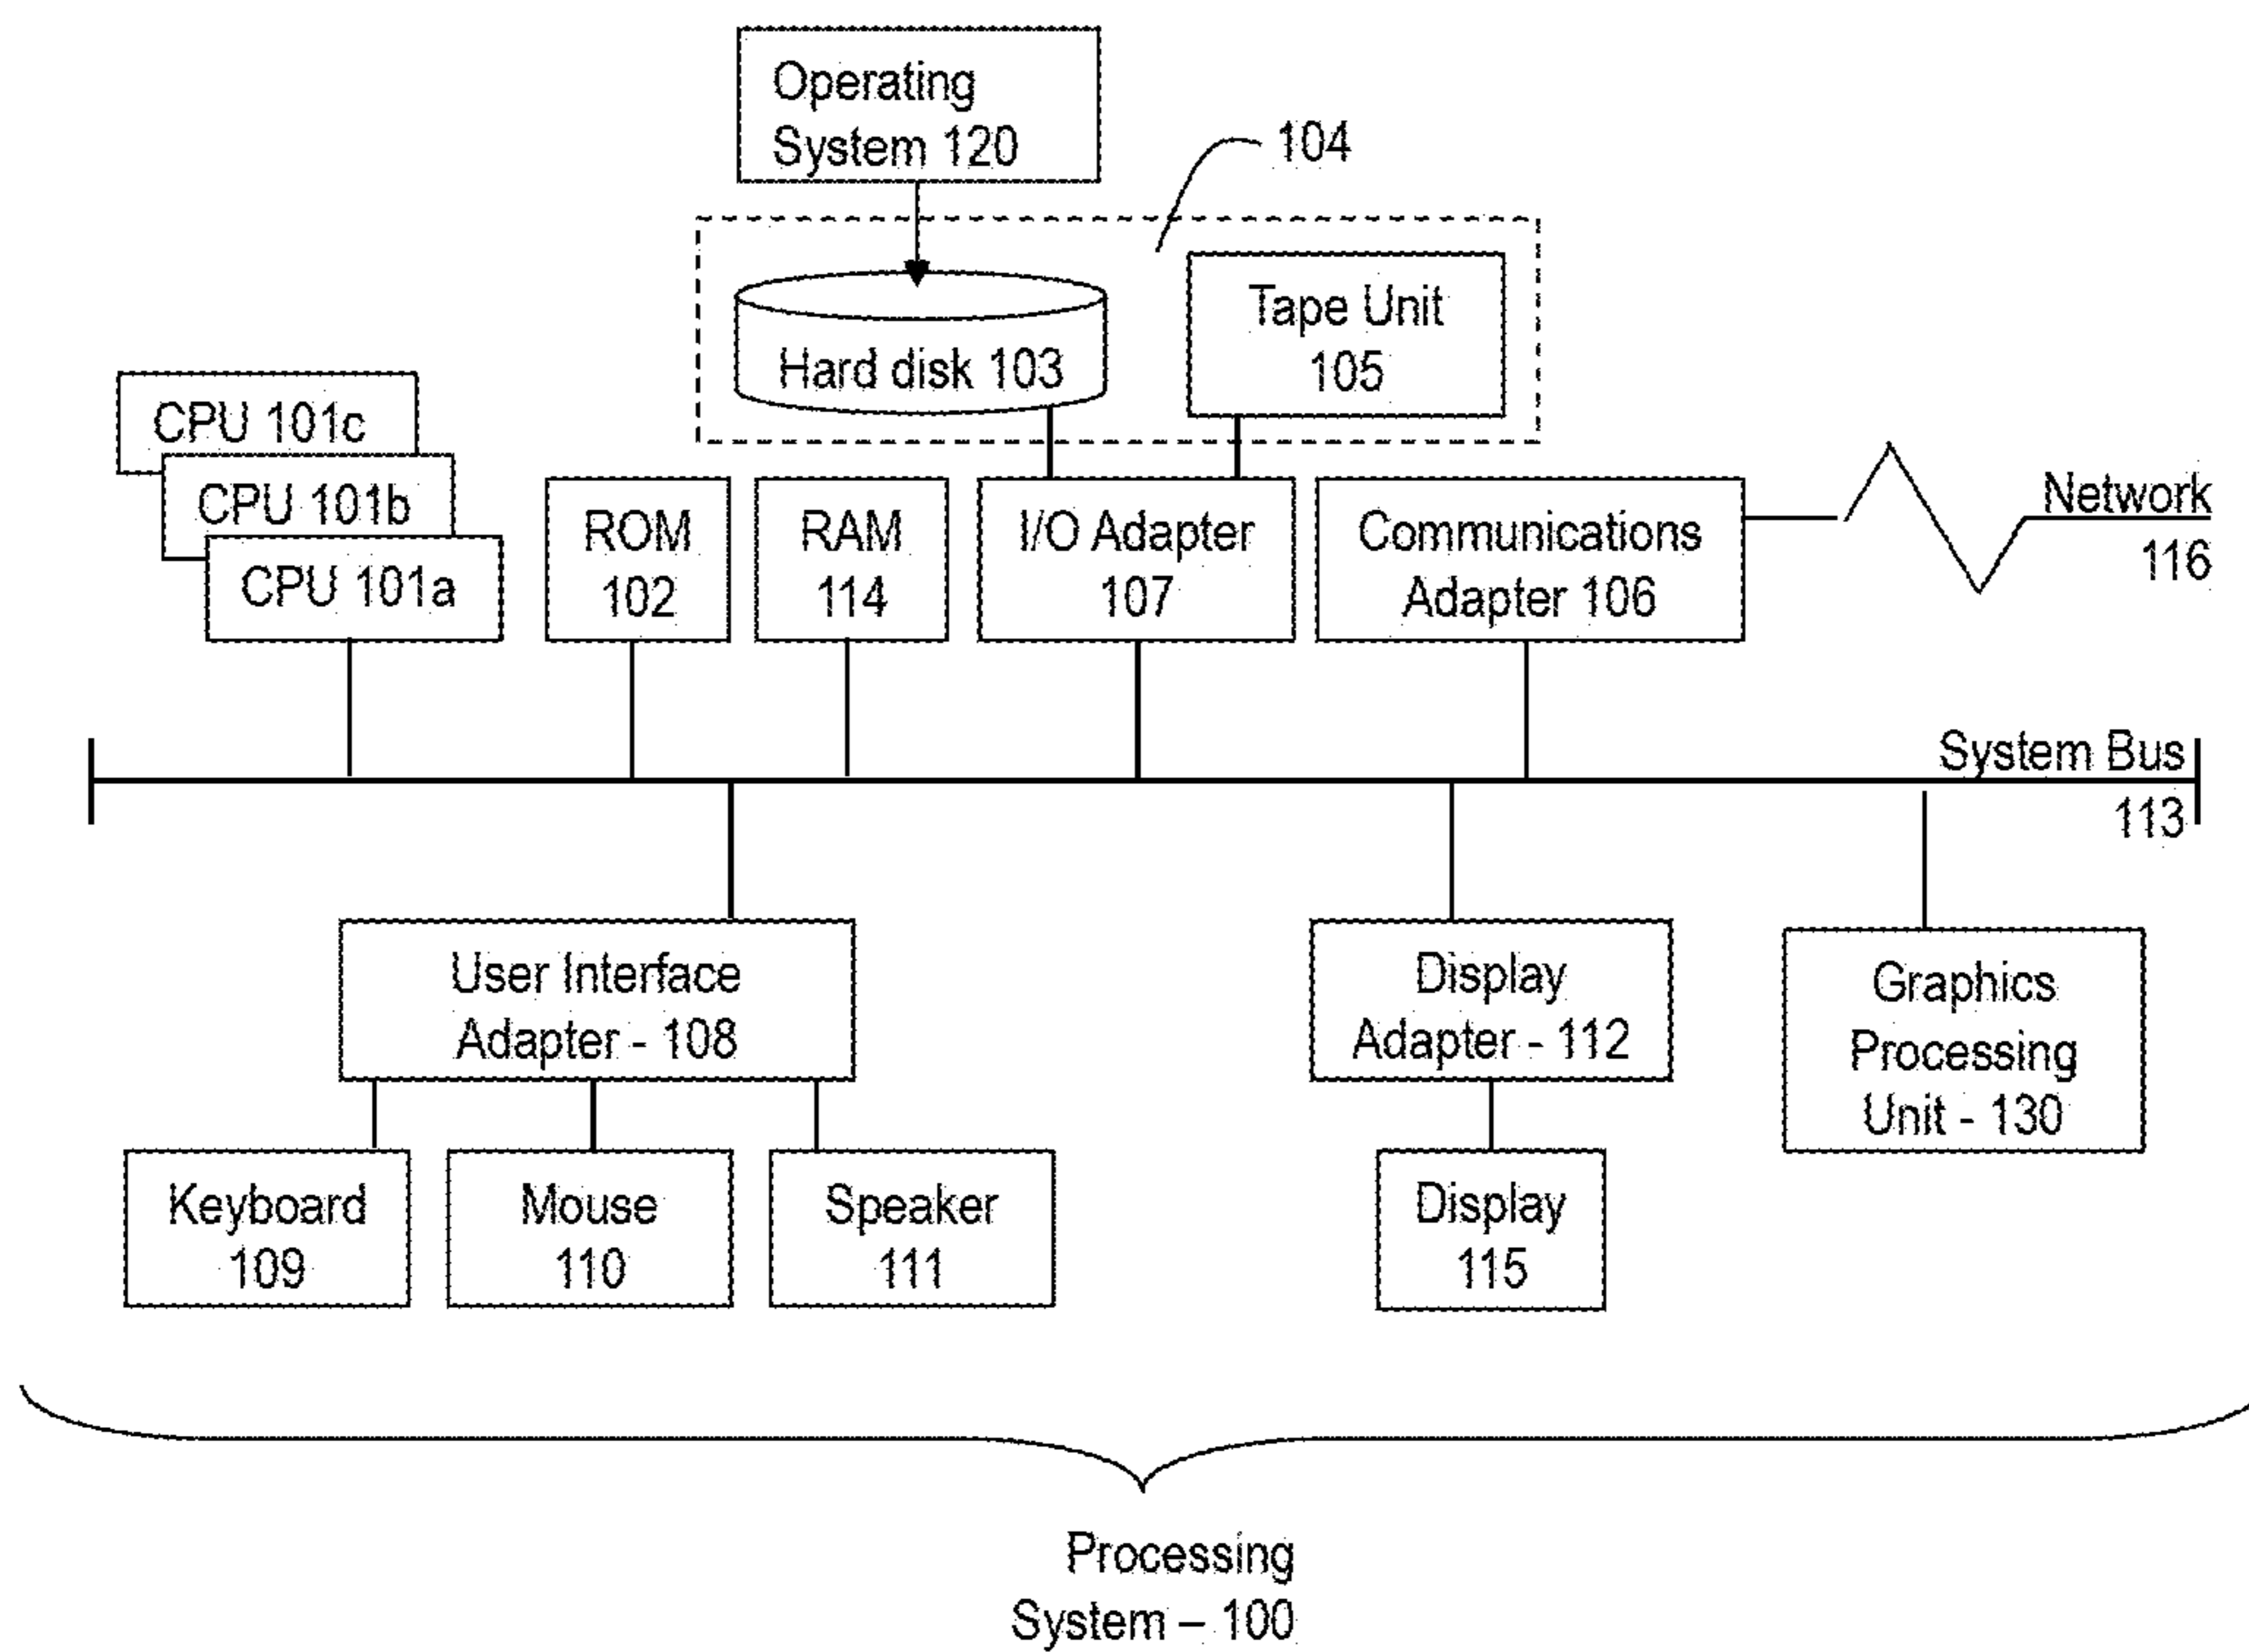 Operating
System 120
104
Hard disk 103
Tape Unit
105
CPU 101c
CPU 101b
CPU 101a
ROM
102
RAM
114
I/O Adapter
107
Communications
Adapter 106
Network
116
System Bus
113
User Interface
Adapter - 108
Display
Adapter - 112
Graphics
Processing
Unit - 130
Keyboard
109
Mouse
110
Speaker
111
Display
115
Processing
System – 100